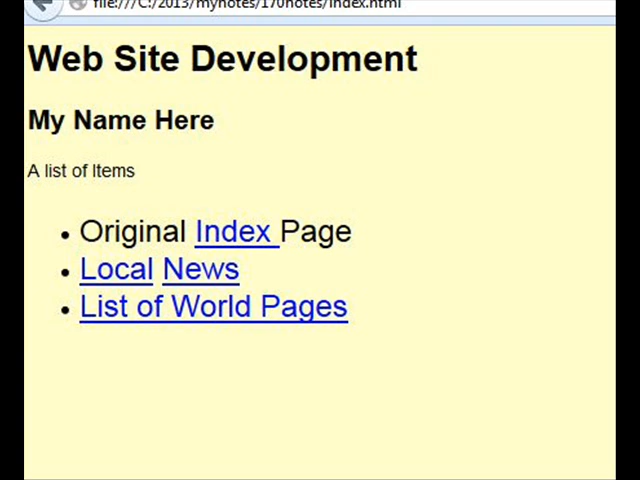 file:///C:/2013/mynotes/170notes/index.html
Web Site Development
My Name Here
A list of Items
Original Index Page
Local News
List of World Pages